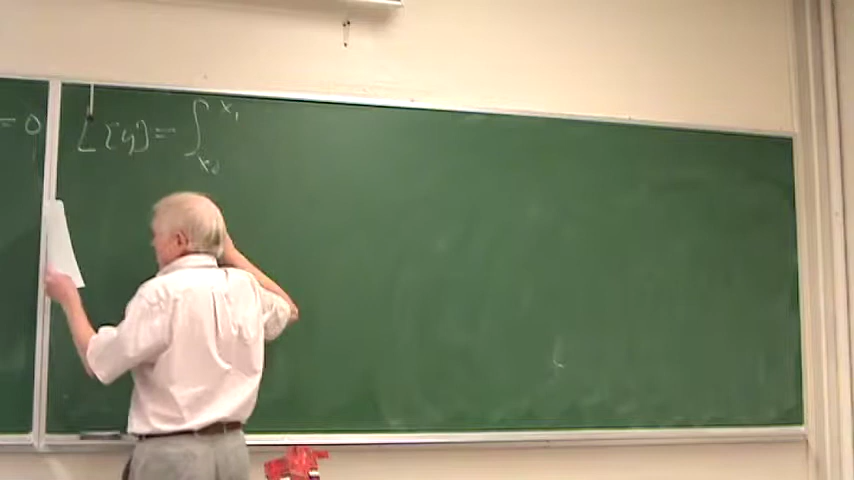 = 0
L[y] = ∫_{x₀}^{x₁}